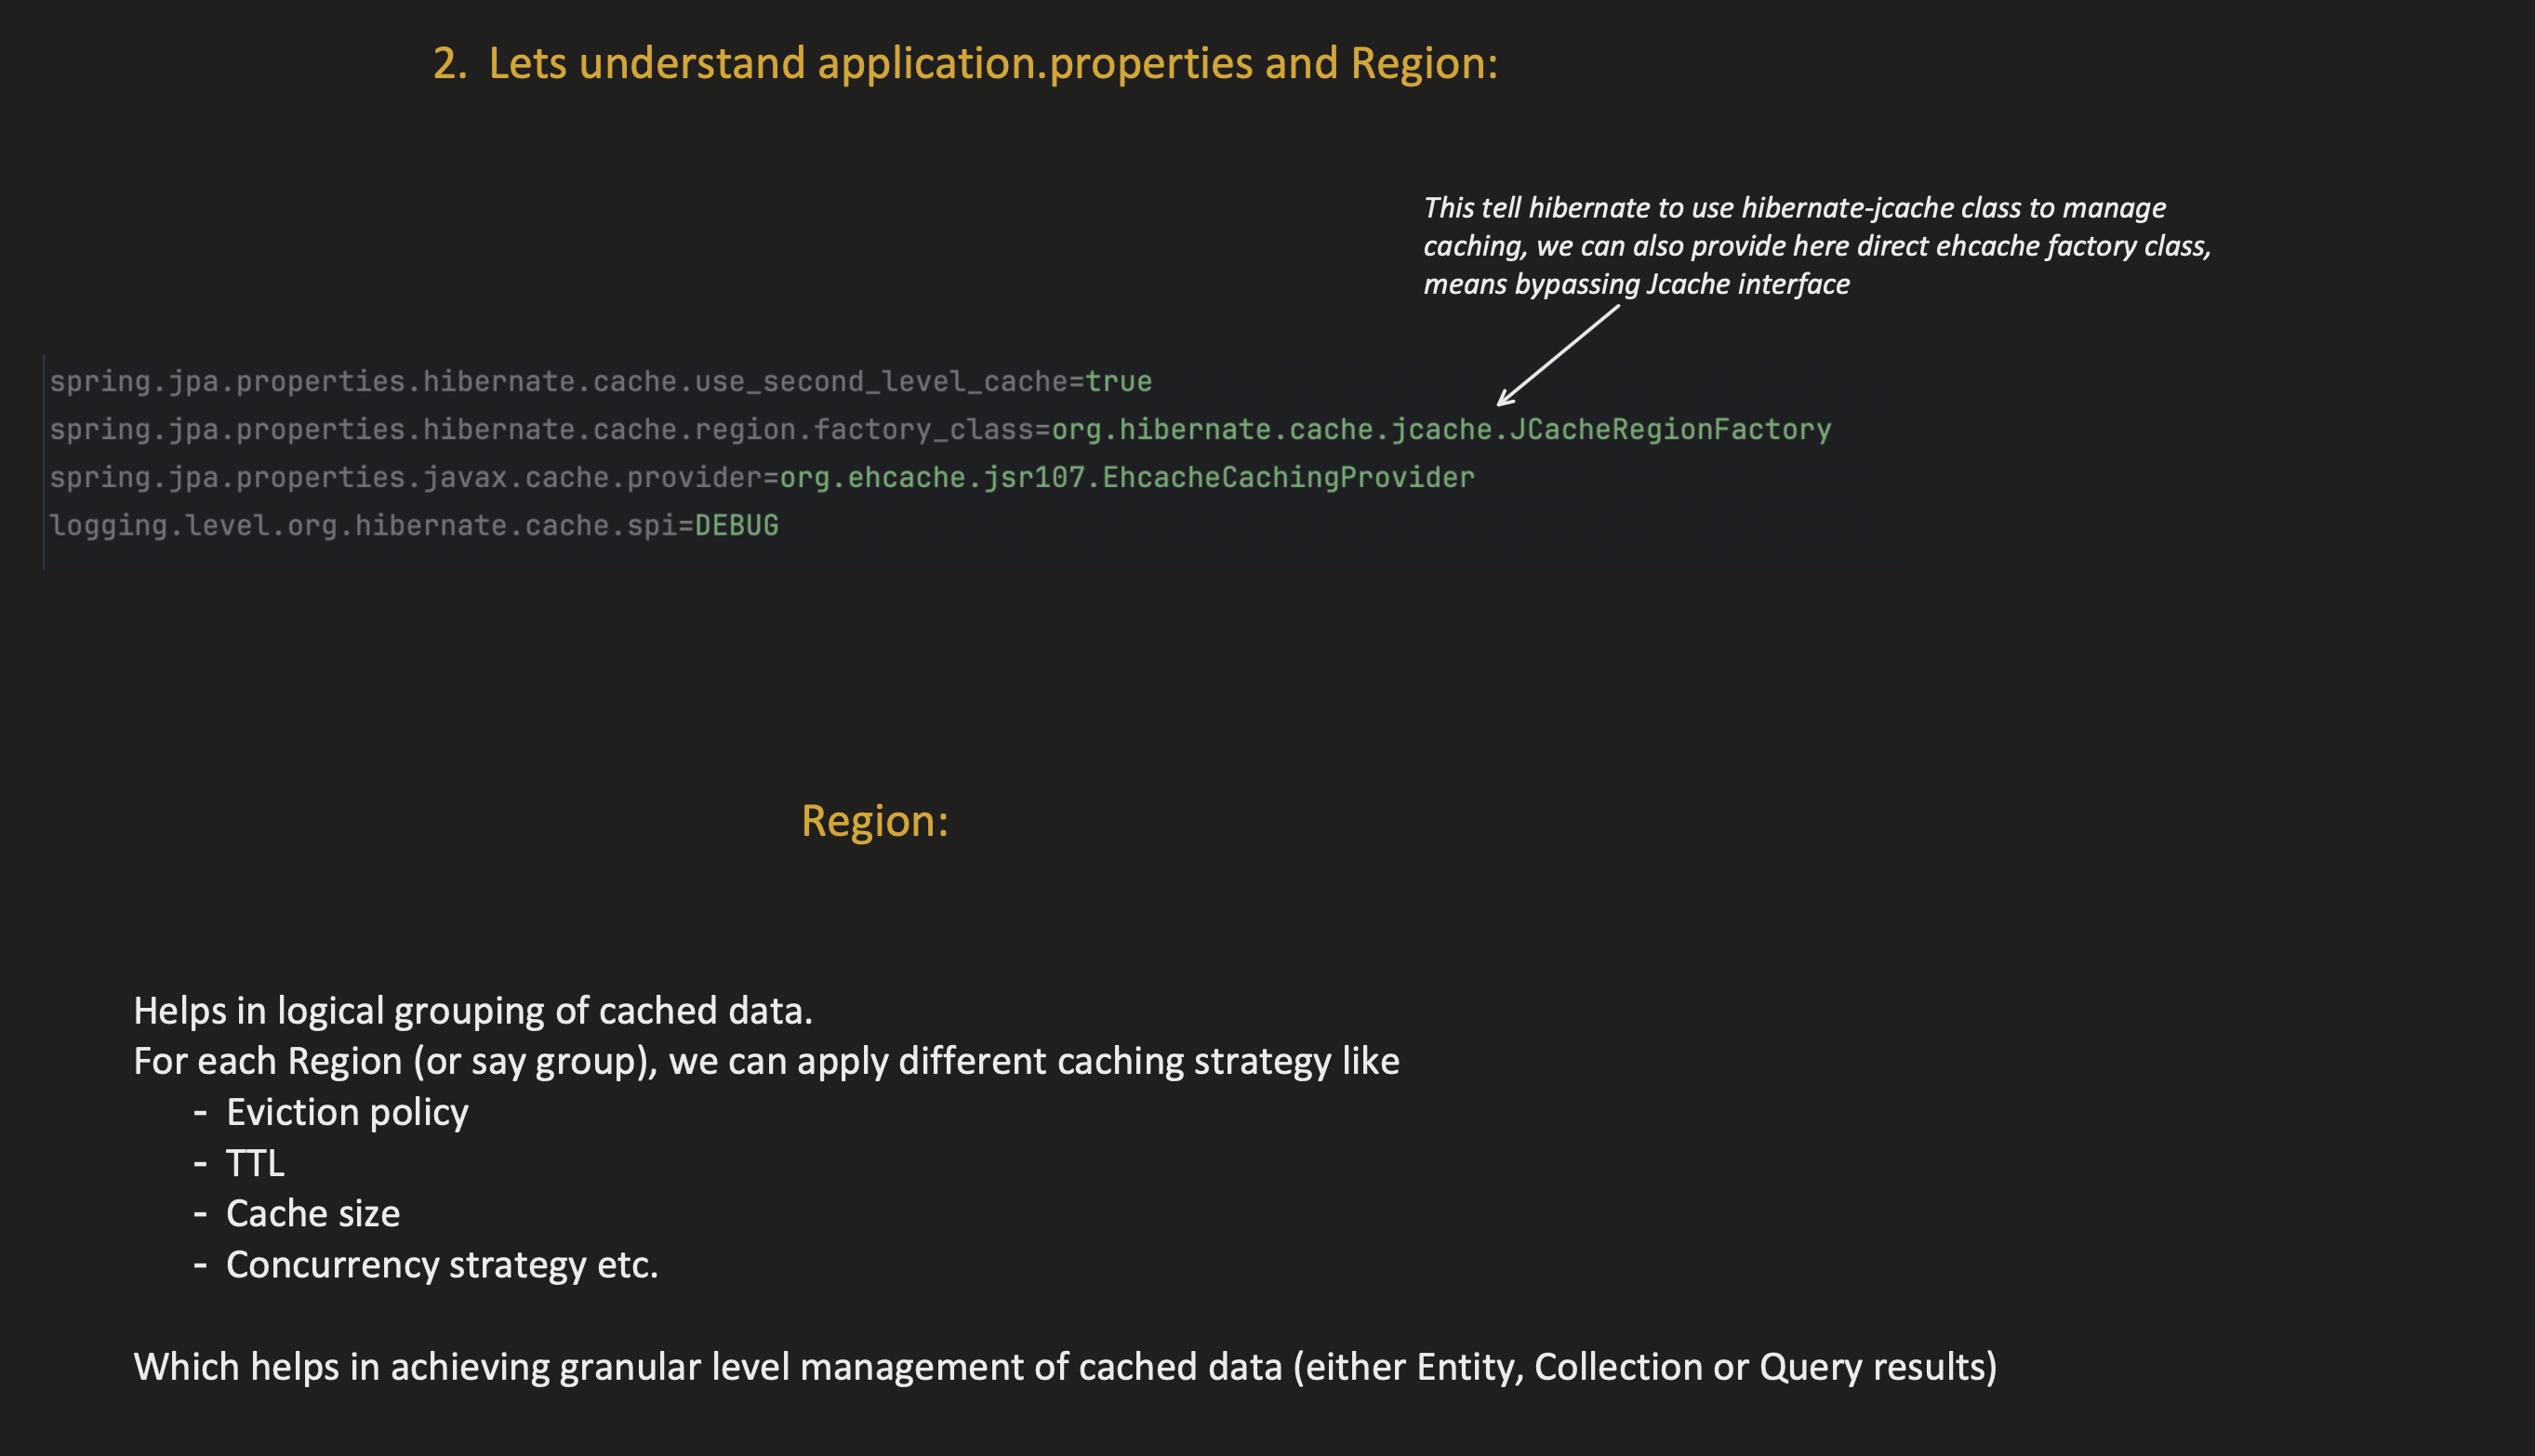 2. Lets understand application.properties and Region:
This tell hibernate to use hibernate-jcache class to manage
caching, we can also provide here direct ehcache factory class,
means bypassing Jcache interface
spring.jpa.properties.hibernate.cache.use_second_level_cache=true
spring.jpa.properties.hibernate.cache.region.factory_class=org.hibernate.cache.jcache.JCacheRegionFactory
spring.jpa.properties.javax.cache.provider=org.ehcache.jsr107.EhcacheCachingProvider
logging.level.org.hibernate.cache.spi=DEBUG
Region:
Helps in logical grouping of cached data.
For each Region (or say group), we can apply different caching strategy like
- Eviction policy
- TTL
- Cache size
- Concurrency strategy etc.
Which helps in achieving granular level management of cached data (either Entity, Collection or Query results)